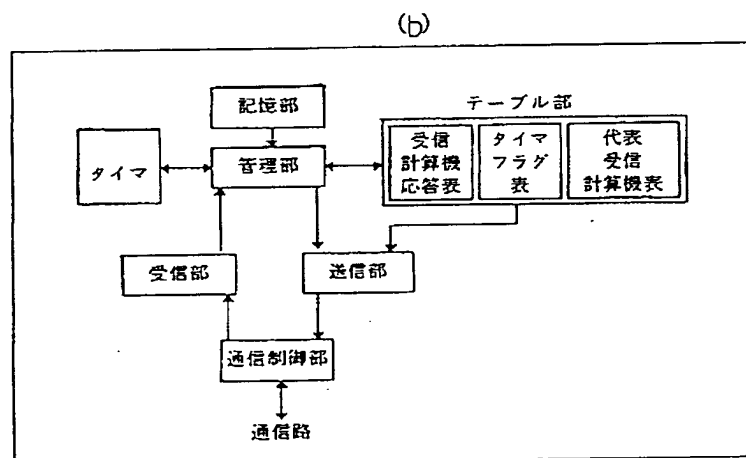 (b)
記憶部
テーブル部
タイマ
管理部
受信
計算機
応答表
タイマ
フラグ
表
代表
受信
計算機表
受信部
送信部
通信制御部
通信路